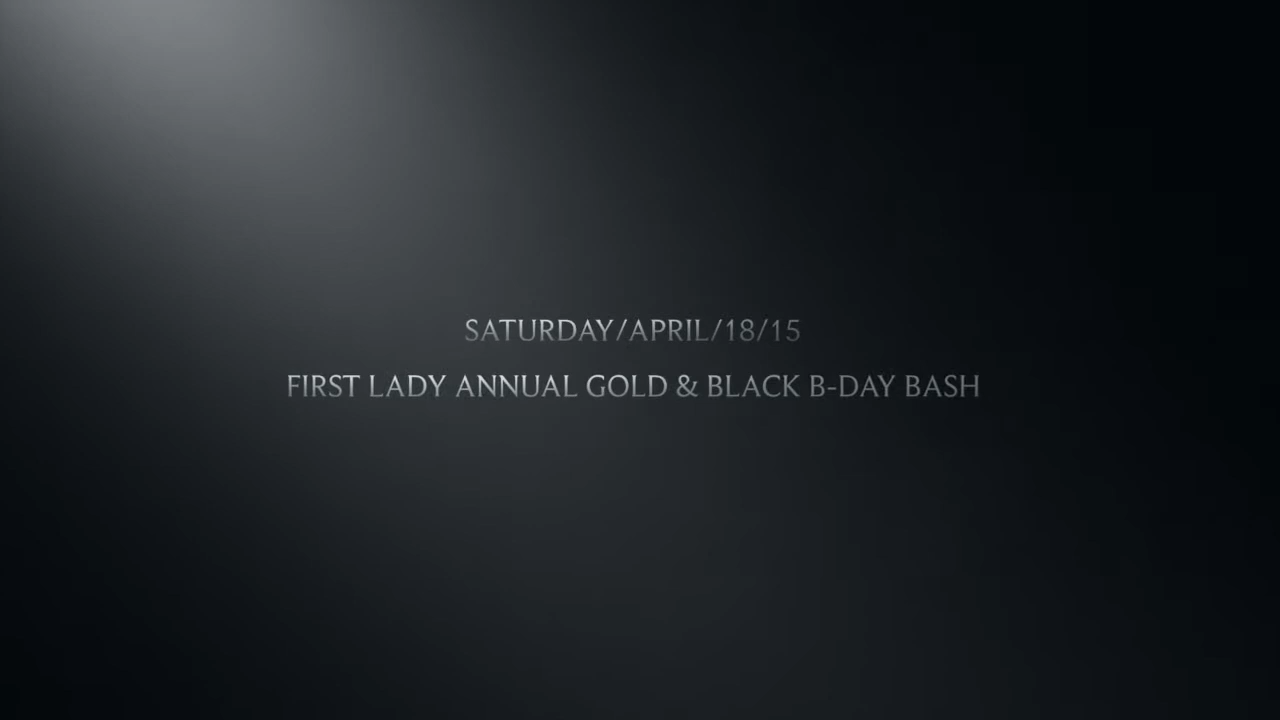 SATURDAY/APRIL/18/15
FIRST LADY ANNUAL GOLD & BLACK B-DAY BASH